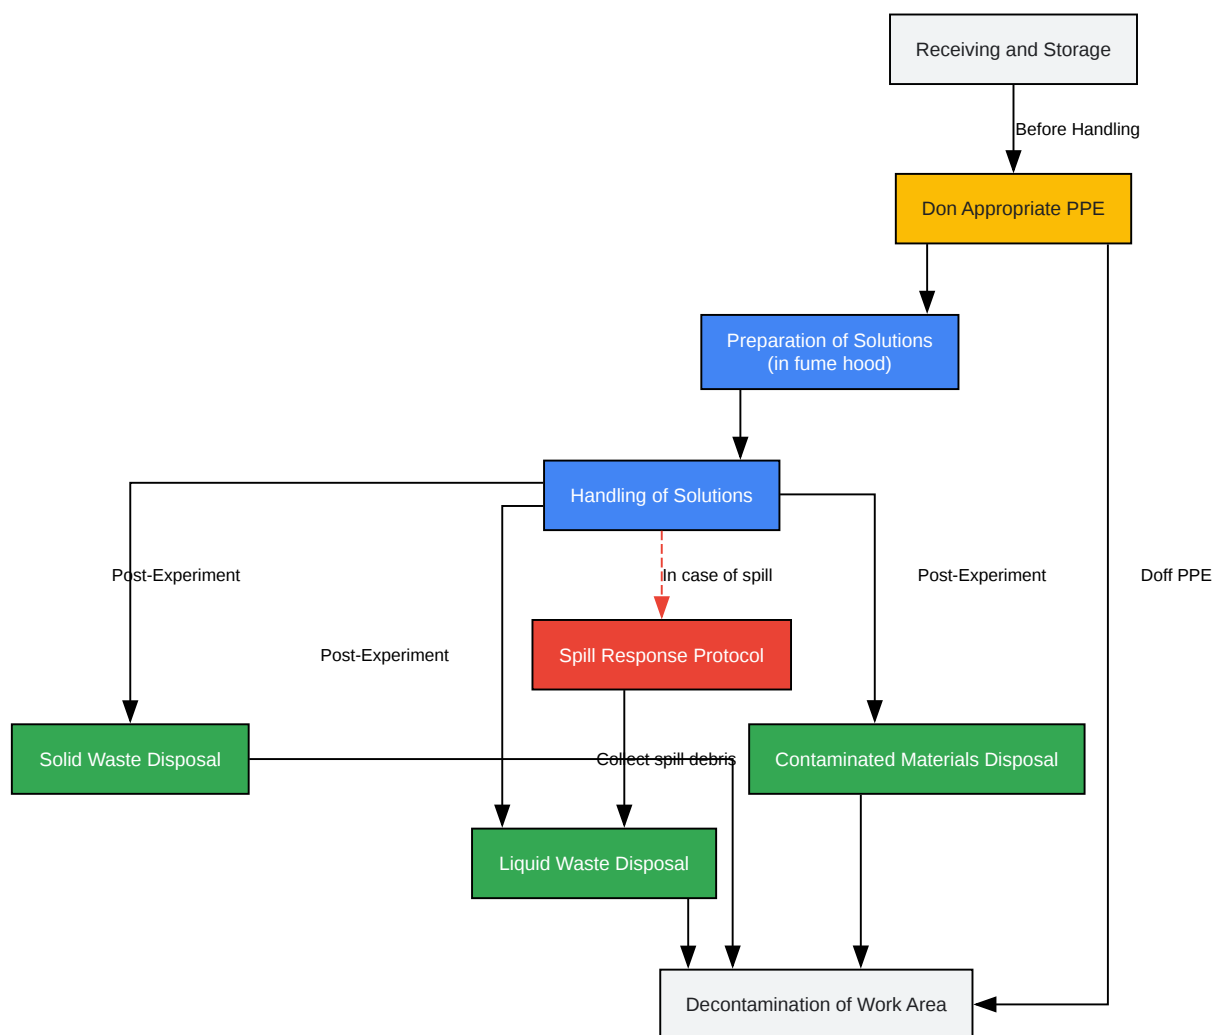 Receiving and Storage
Before Handling
Don Appropriate PPE
Preparation of Solutions
(in fume hood)
Handling of Solutions
Post-Experiment
In case of spill
Post-Experiment
Doff PPE
Post-Experiment
Spill Response Protocol
Solid Waste Disposal
Collect spill debris
Contaminated Materials Disposal
Liquid Waste Disposal
Decontamination of Work Area